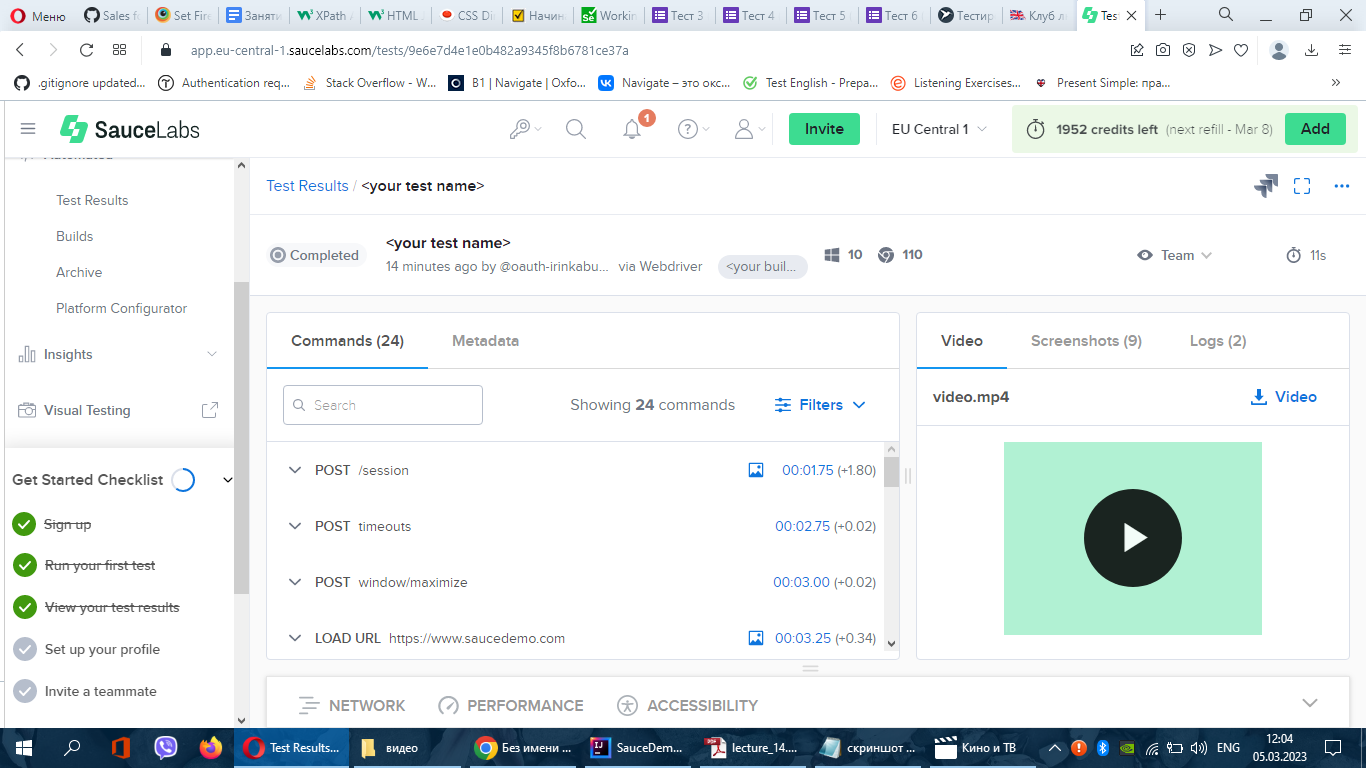 Меню
Sales f
Set Fire
Заняти
XPath
HTML
CSS Di
Начин
Workin
Тест 3
Тест 4
Тест 5
Тест 6
Тестир
Клуб л
Tes
app.eu-central-1.saucelabs.com/tests/9e6e7d4e1e0b482a9345f8b6781ce37a
.gitignore updated...
Authentication req...
Stack Overflow - W...
B1 | Navigate | Oxfo...
Navigate – это окс...
Test English - Prepa...
Listening Exercises...
Present Simple: пра...
SAUCELABS
1
Invite
EU Central 1
1952 credits left (next refill - Mar 8)
Add
Automated
Test Results
Builds
Archive
Platform Configurator
Insights
Visual Testing
Get Started Checklist
Sign up
Run your first test
View your test results
Set up your profile
Invite a teammate
Test Results / <your test name>
Completed
<your test name>
14 minutes ago by @oauth-irinkabu... via Webdriver <your buil...
10
110
Team
11s
Commands (24)
Metadata
Search
Showing 24 commands
Filters
POST /session 00:01.75 (+1.80)
POST timeouts 00:02.75 (+0.02)
POST window/maximize 00:03.00 (+0.02)
LOAD URL https://www.saucedemo.com 00:03.25 (+0.34)
Video
Screenshots (9)
Logs (2)
video.mp4
Video
NETWORK
PERFORMANCE
ACCESSIBILITY
Test Results...
видео
Без имени ...
SauceDem...
lecture_14....
скриншот ...
Кино и ТВ
ENG
12:04
05.03.2023